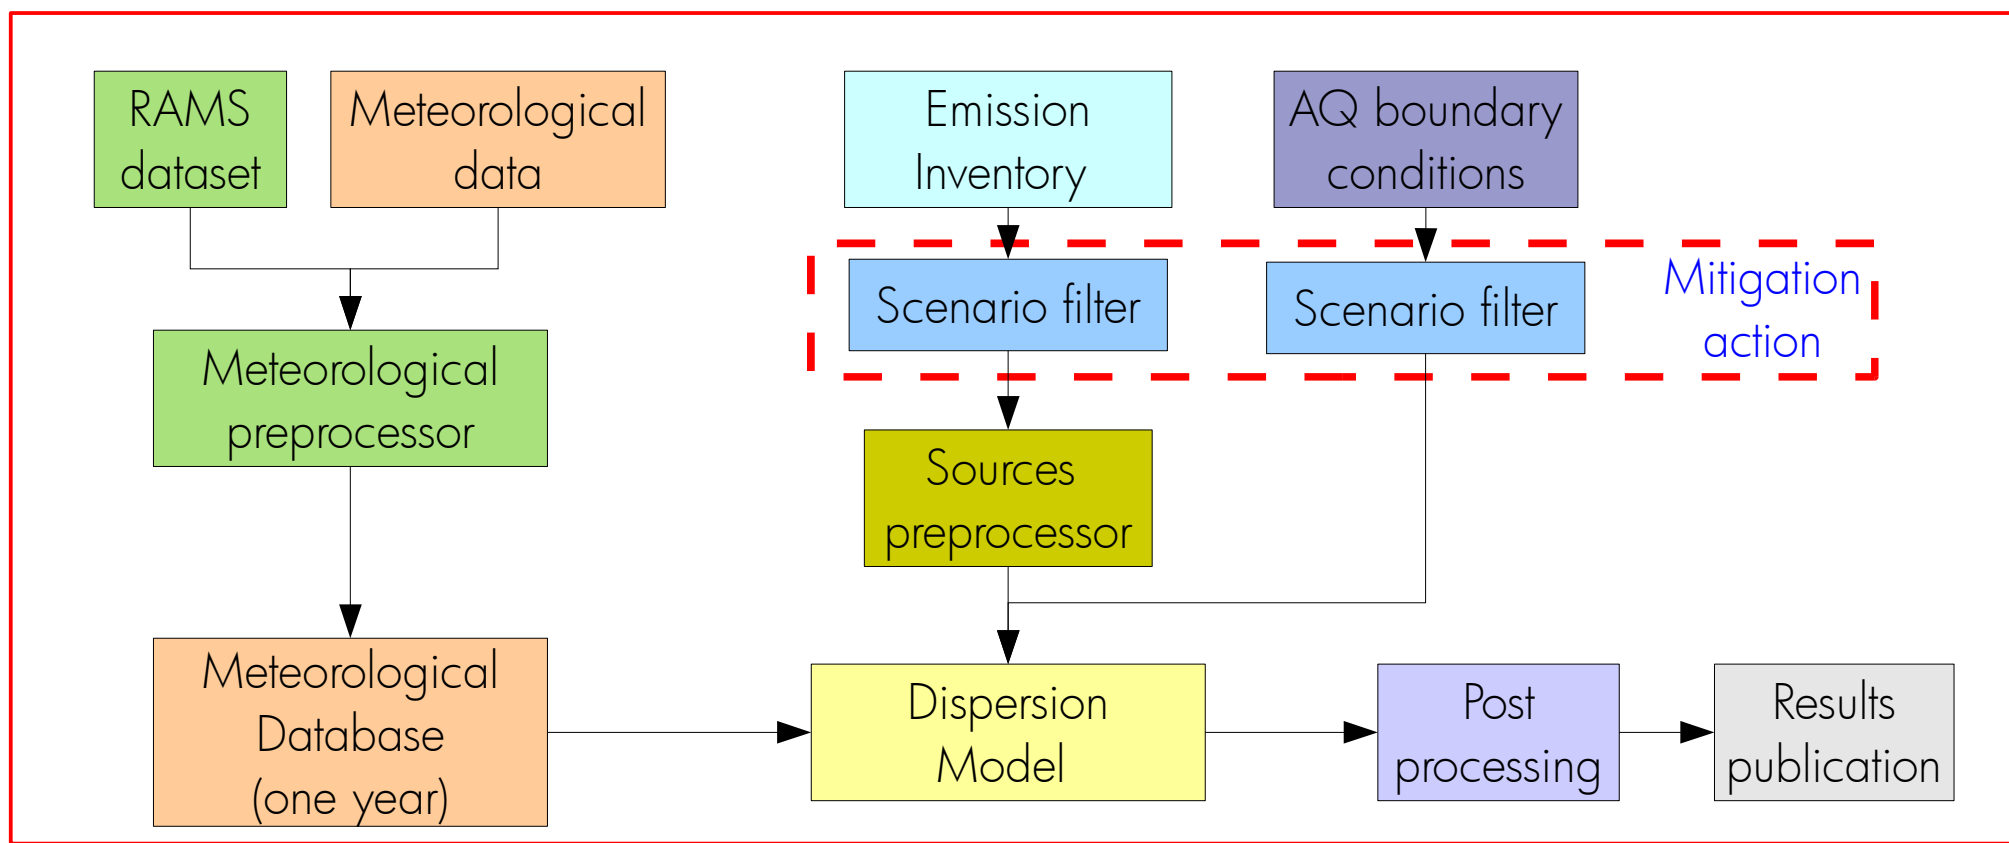 RAMS
dataset
Meteorological
data
Emission
Inventory
AQ boundary
conditions
Scenario filter
Scenario filter
Mitigation
action
Meteorological
preprocessor
Sources
preprocessor
Meteorological
Database
(one year)
Dispersion
Model
Post
processing
Results
publication